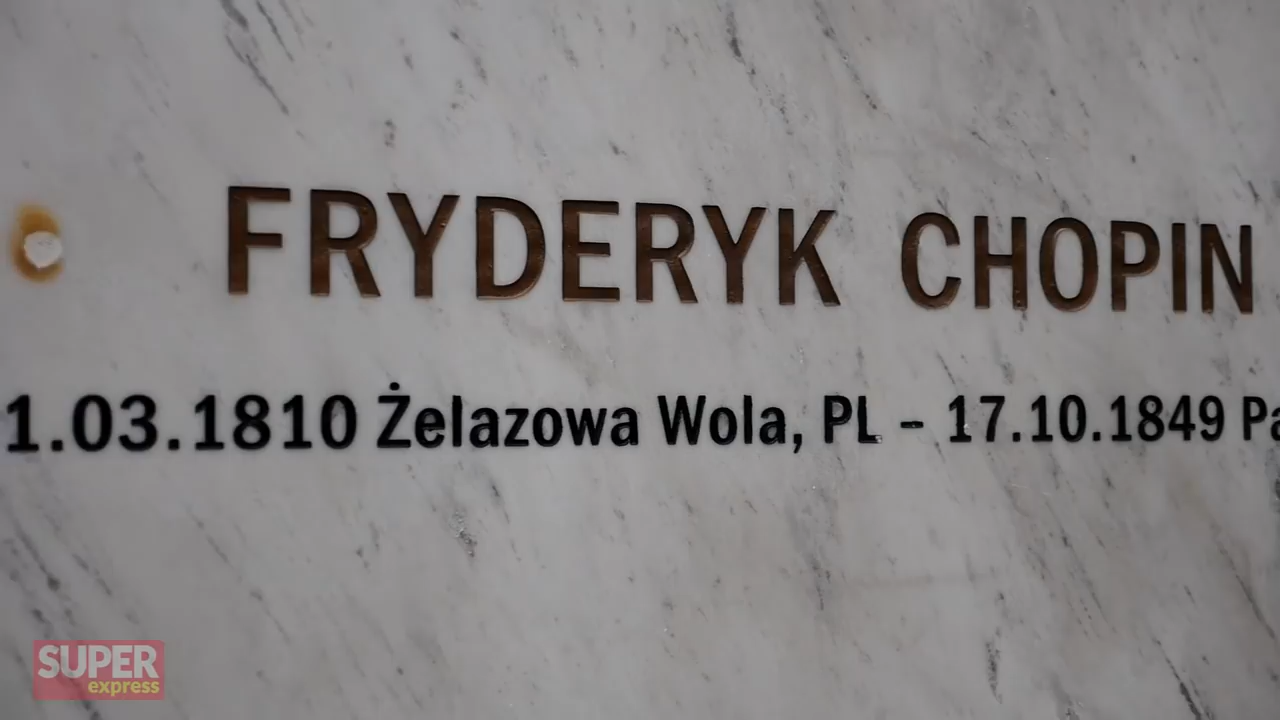 FRYDERYK CHOPIN
1.03.1810 Żelazowa Wola, PL – 17.10.1849
SUPER
express